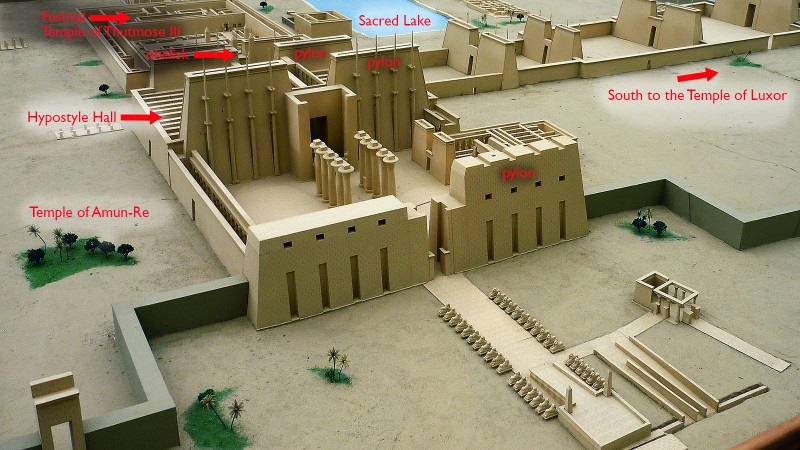 Festival
Temple of Thutmose III
Sacred Lake
obelisk
pylon
pylon
South to the Temple of Luxor
Hypostyle Hall
pylon
Temple of Amun-Re